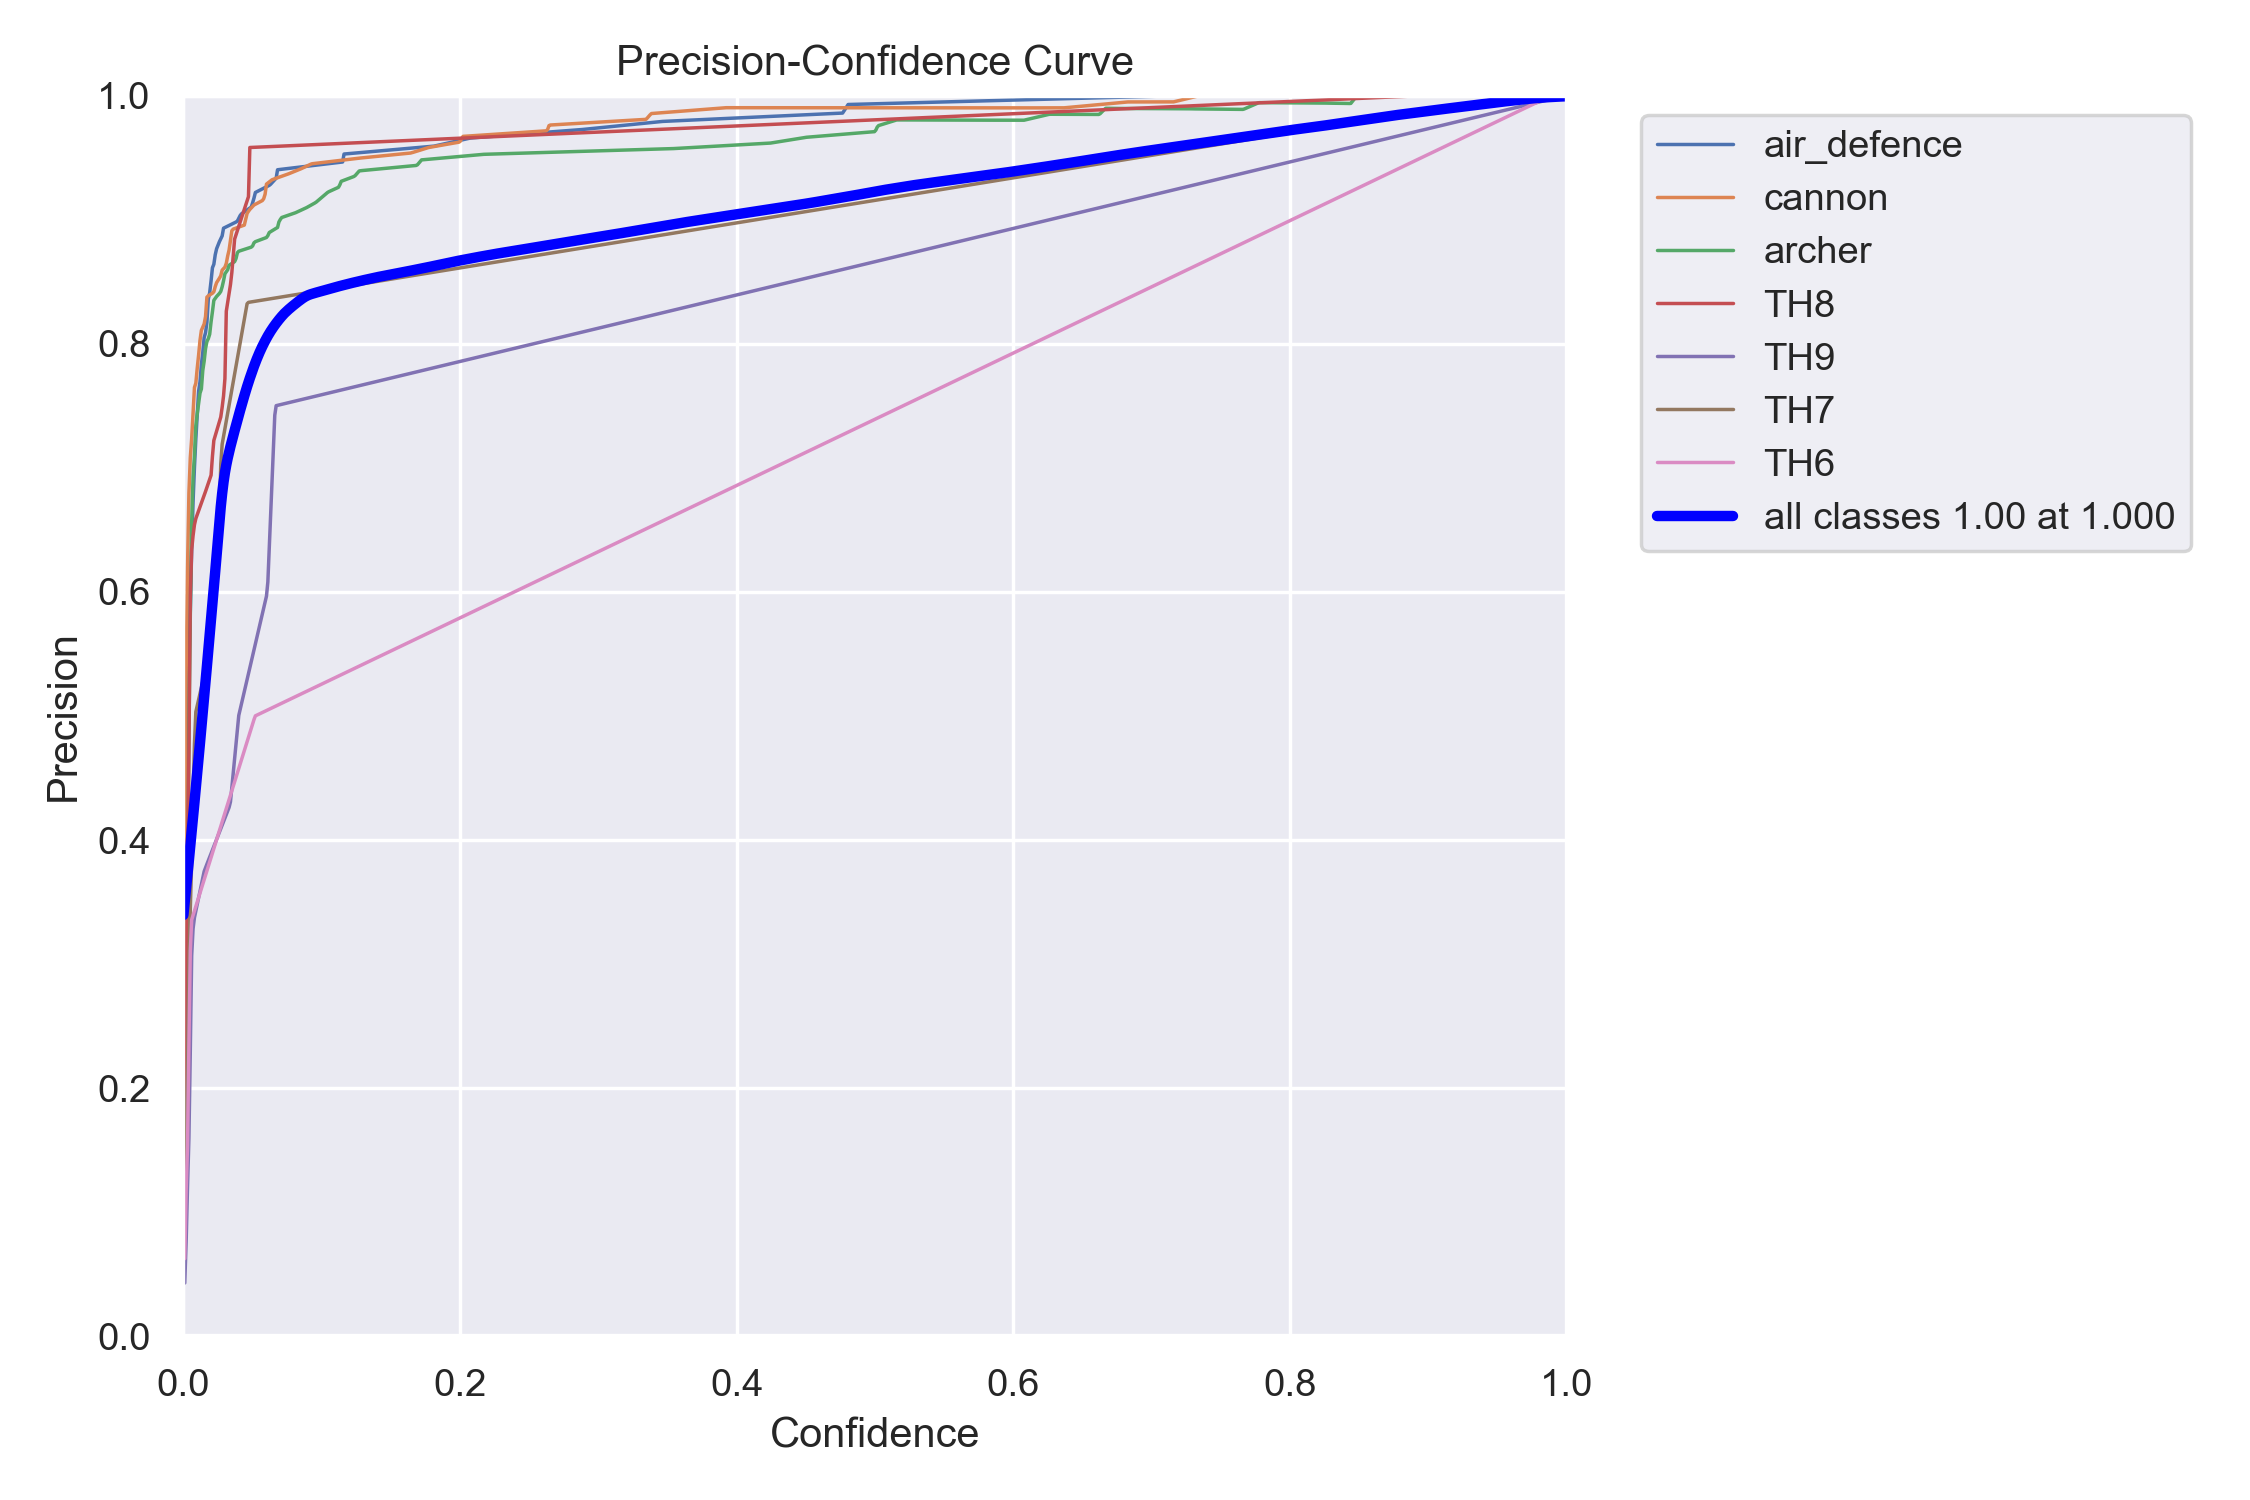 Precision-Confidence Curve
1.0
0.8
0.6
0.4
0.2
0.0
Precision
0.0 0.2 0.4 0.6 0.8 1.0
Confidence
air_defence
cannon
archer
TH8
TH9
TH7
TH6
all classes 1.00 at 1.000